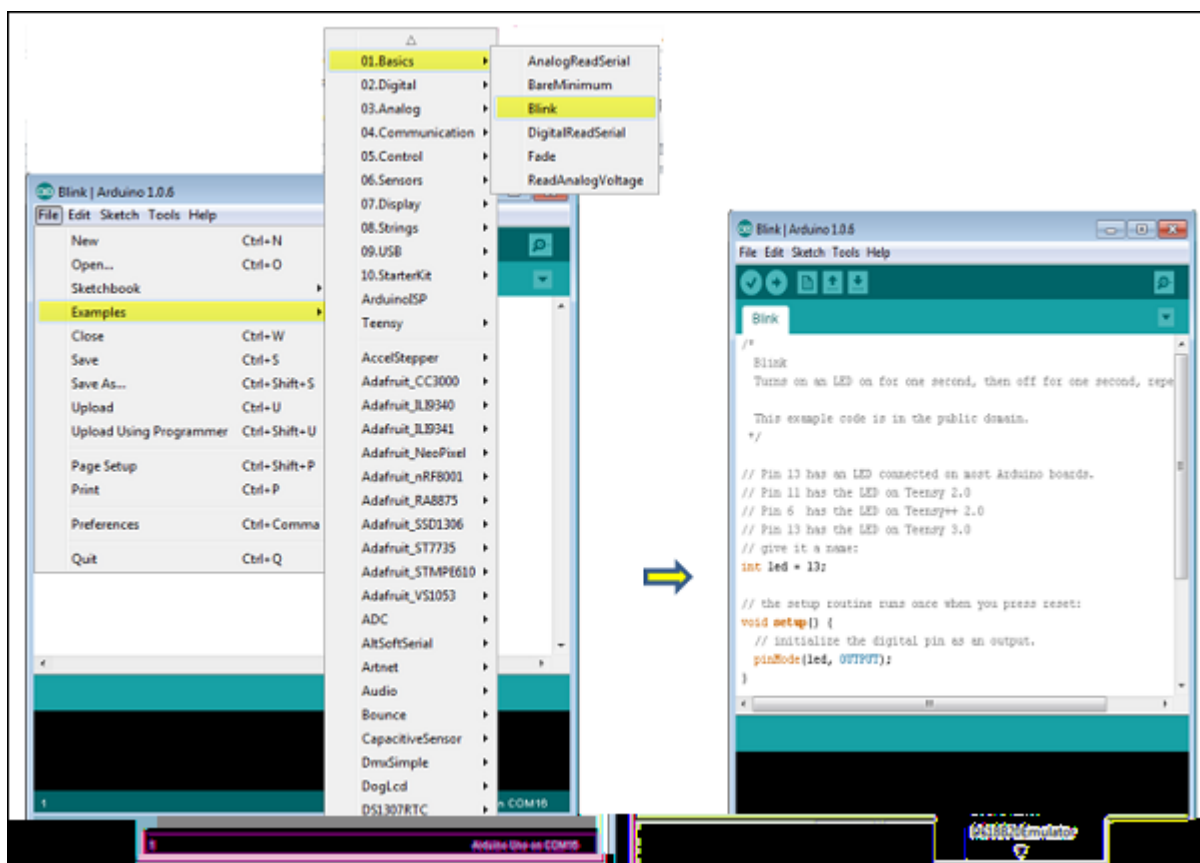 01.Basics
02.Digital
03.Analog
04.Communication
05.Control
06.Sensors
07.Display
08.Strings
09.USB
10.StarterKit
ArduinoISP
Teensy
AccelStepper
Adafruit_CC3000
Adafruit_ILI9340
Adafruit_ILI9341
Adafruit_NeoPixel
Adafruit_nRF8001
Adafruit_RA8875
Adafruit_SSD1306
Adafruit_ST7735
Adafruit_STMPE610
Adafruit_VS1053
ADC
AltSoftSerial
Artnet
Audio
Bounce
CapacitiveSensor
DmxSimple
DogLcd
DS1307RTC
AnalogReadSerial
BareMinimum
Blink
DigitalReadSerial
Fade
ReadAnalogVoltage
Blink | Arduino 1.0.6
File Edit Sketch Tools Help
New Ctrl+N
Open... Ctrl+O
Sketchbook
Examples
Close Ctrl+W
Save Ctrl+S
Save As... Ctrl+Shift+S
Upload Ctrl+U
Upload Using Programmer Ctrl+Shift+U
Page Setup Ctrl+Shift+P
Print Ctrl+P
Preferences Ctrl+Comma
Quit Ctrl+Q
1 n COM16
1 Arduino Uno on COM16
Blink | Arduino 1.0.6
File Edit Sketch Tools Help
Blink
/*
Blink
Turns on an LED on for one second, then off for one second, repe
This example code is in the public domain.
*/
// Pin 13 has an LED connected on most Arduino boards.
// Pin 11 has the LED on Teensy 2.0
// Pin 6 has the LED on Teensy++ 2.0
// Pin 13 has the LED on Teensy 3.0
// give it a name:
int led = 13;
// the setup routine runs once when you press reset:
void setup() {
// initialize the digital pin as an output.
pinMode(led, OUTPUT);
}